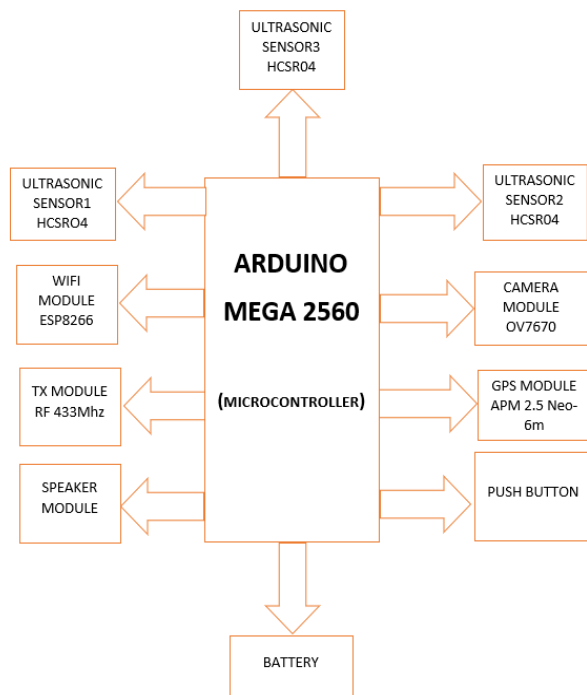 ULTRASONIC
SENSOR3
HCSR04
ULTRASONIC
SENSOR1
HCSRO4
ULTRASONIC
SENSOR2
HCSR04
ARDUINO
MEGA 2560
(MICROCONTROLLER)
WIFI
MODULE
ESP8266
CAMERA
MODULE
OV7670
TX MODULE
RF 433Mhz
GPS MODULE
APM 2.5 Neo-
6m
SPEAKER
MODULE
PUSH BUTTON
BATTERY